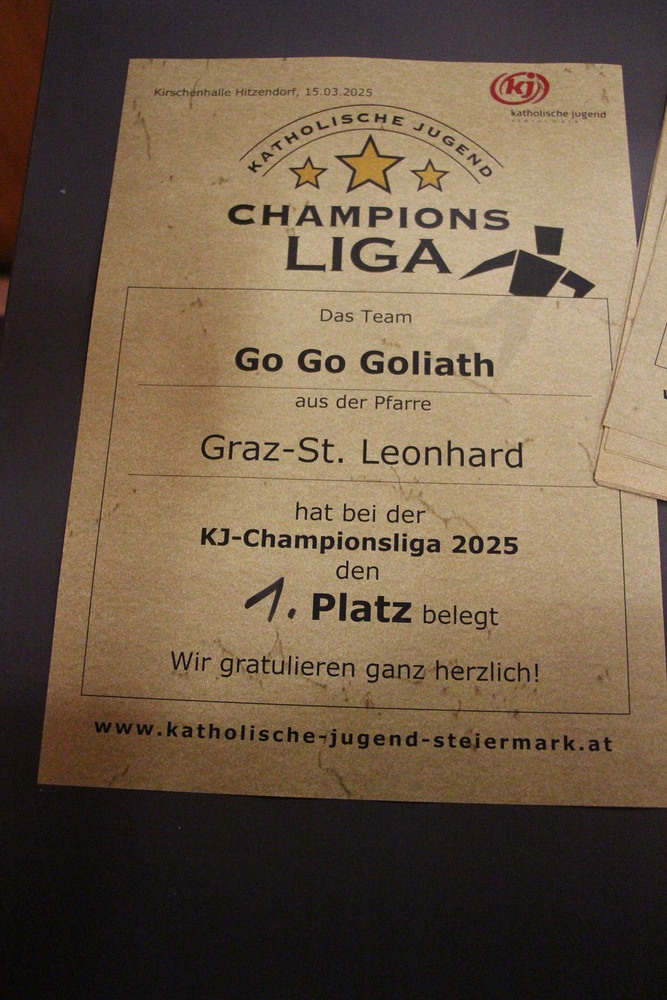 Kirschenhalle Hitzendorf, 15.03.2025
kj
katholische jugend
KATHOLISCHE JUGEND
CHAMPIONS
LIGA
Das Team
Go Go Goliath
aus der Pfarre
Graz-St. Leonhard
hat bei der
KJ-Championsliga 2025
den
1. Platz belegt
Wir gratulieren ganz herzlich!
www.katholische-jugend-steiermark.at